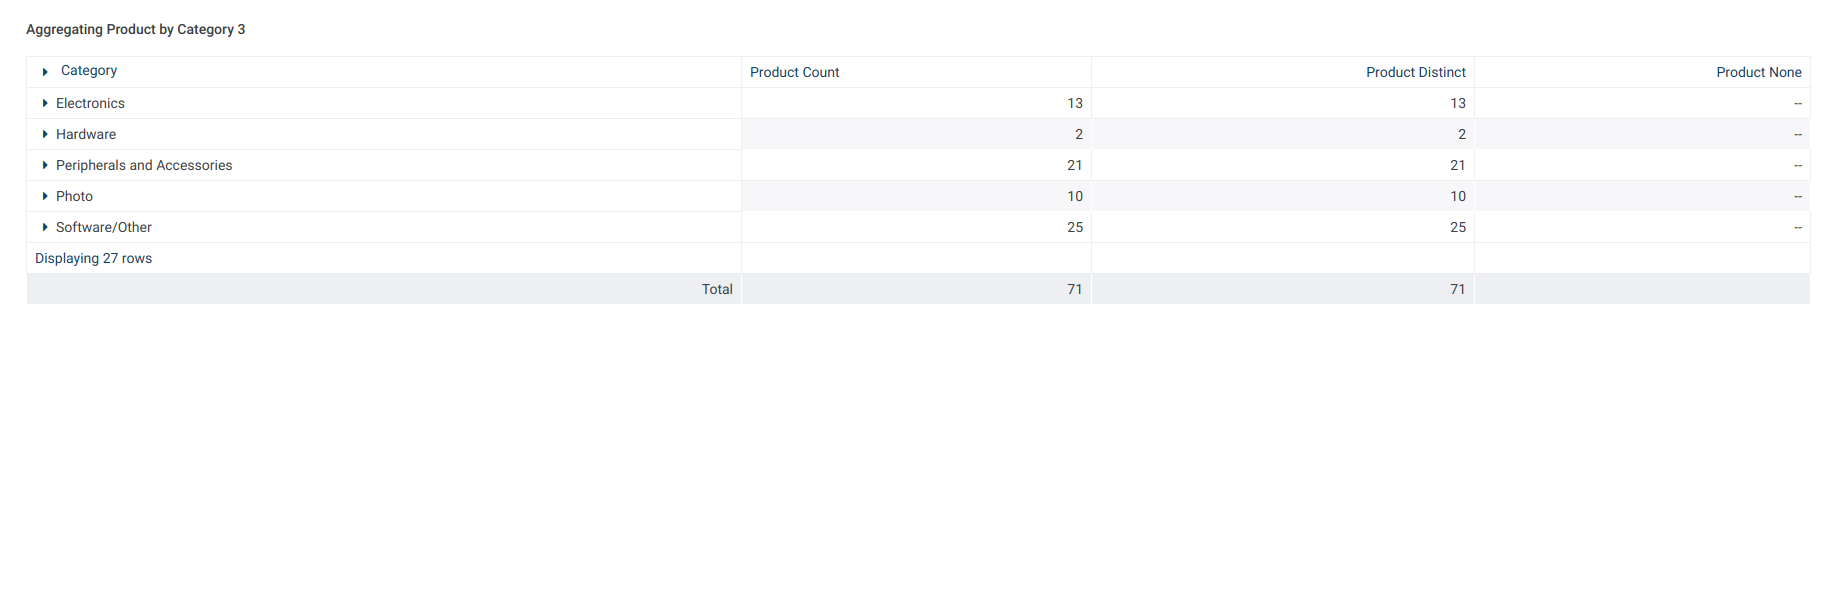 Aggregating Product by Category 3
Category Product Count Product Distinct Product None
Electronics 13 13 --
Hardware 2 2 --
Peripherals and Accessories 21 21 --
Photo 10 10 --
Software/Other 25 25 --
Displaying 27 rows
Total 71 71